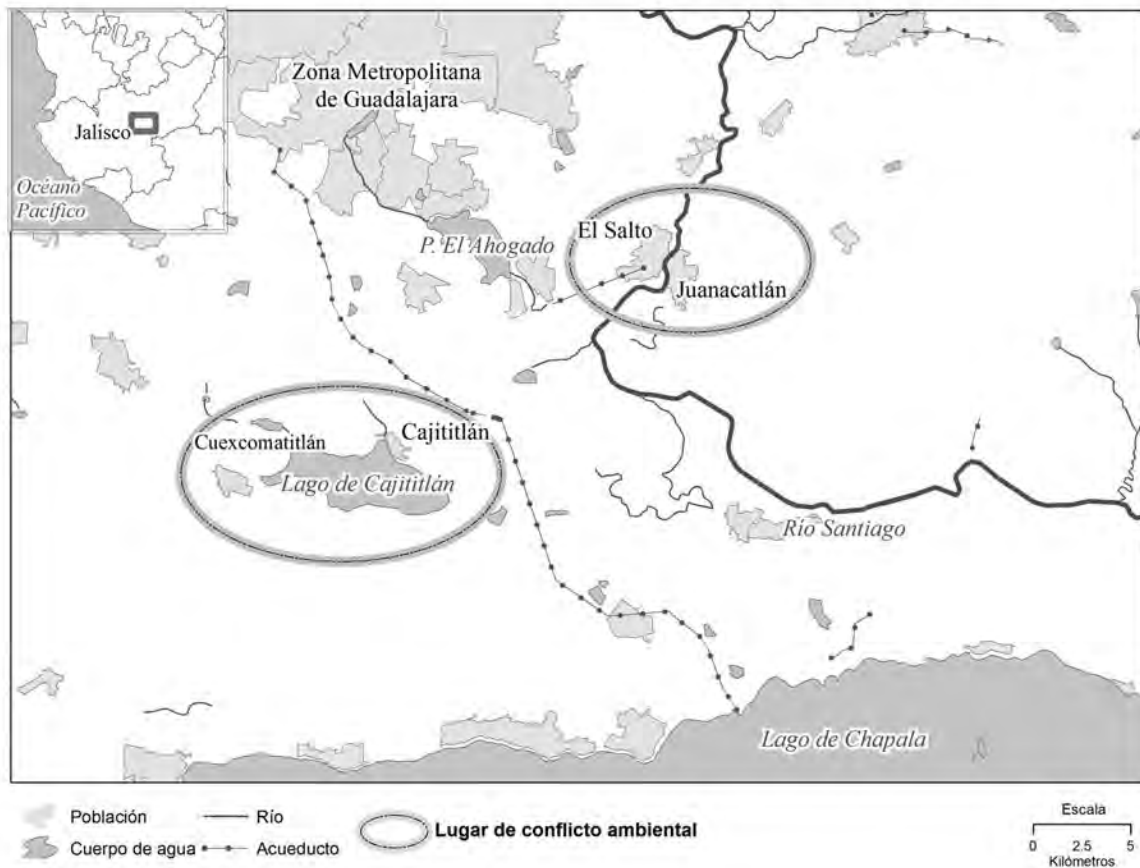 Zona Metropolitana
de Guadalajara
Jalisco
Océano
Pacífico
P. El Ahogado
El Salto
Juanacatlán
Cuexcomatitlán
Cajititlán
Lago de Cajititlán
Río Santiago
Lago de Chapala
Población
Río
Cuerpo de agua
Acueducto
Lugar de conflicto ambiental
Escala
0 2.5 5
Kilómetros